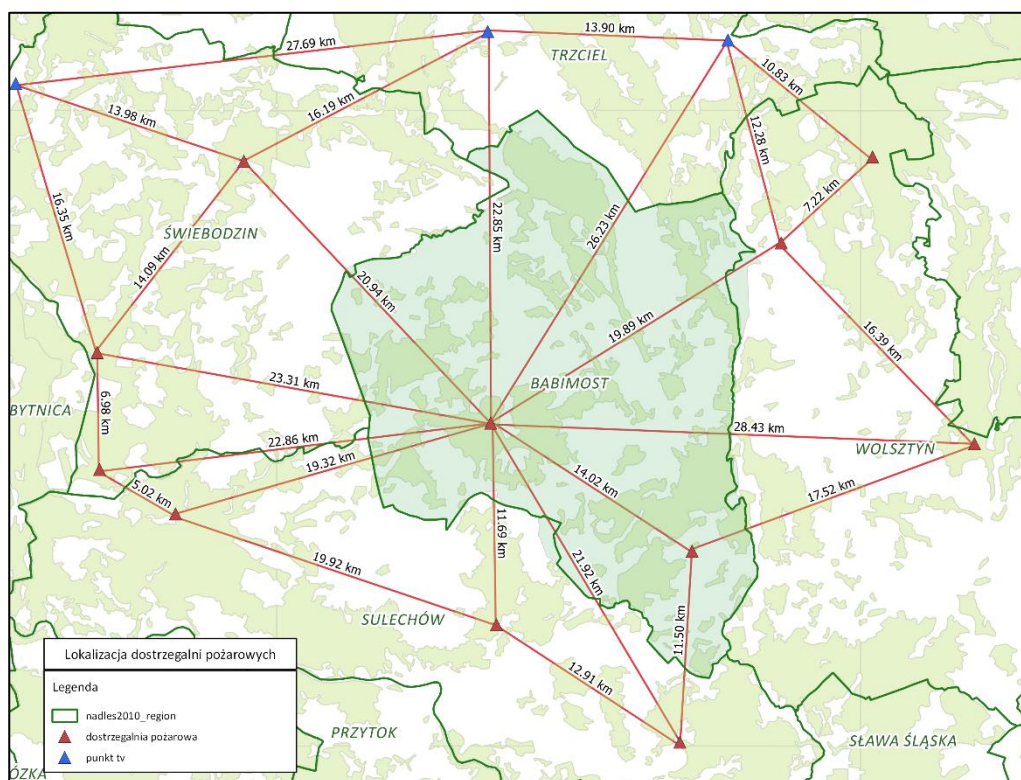 27.69 km
13.90 km
TRZCIEL
10.83 km
13.98 km
16.19 km
12.28 km
7.22 km
16.35 km
ŚWIEBODZIN
22.85 km
26.23 km
14.09 km
20.94 km
19.89 km
16.39 km
23.31 km
BABIMOST
BYTNICA
6.98 km
22.86 km
28.43 km
WOLSZTYN
19.32 km
14.02 km
5.02 km
17.52 km
11.69 km
19.92 km
21.92 km
SULECHÓW
11.50 km
12.91 km
Lokalizacja dostrzegalni pożarowych
Legenda
nadles2010_region
dostrzegalnia pożarowa
punkt tv
PRZYTOK
SŁAWA ŚLĄSKA
ÓZKA